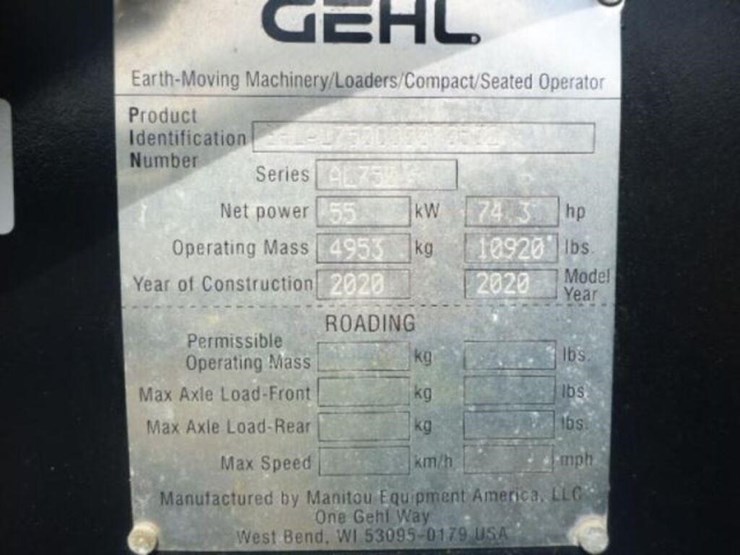 GEHL
Earth-Moving Machinery/Loaders/Compact/Seated Operator
Product
Identification
Number
Series
Net power 55 kW 74.3 hp
Operating Mass 4953 kg 10920 lbs.
Year of Construction 2020 2020 Model
Year
ROADING
Permissible
Operating Mass kg lbs.
Max Axle Load-Front kg lbs.
Max Axle Load-Rear kg lbs.
Max Speed km/h mph
Manufactured by Manitou Equipment America, LLC
One Gehl Way
West Bend, WI 53095-0179 USA